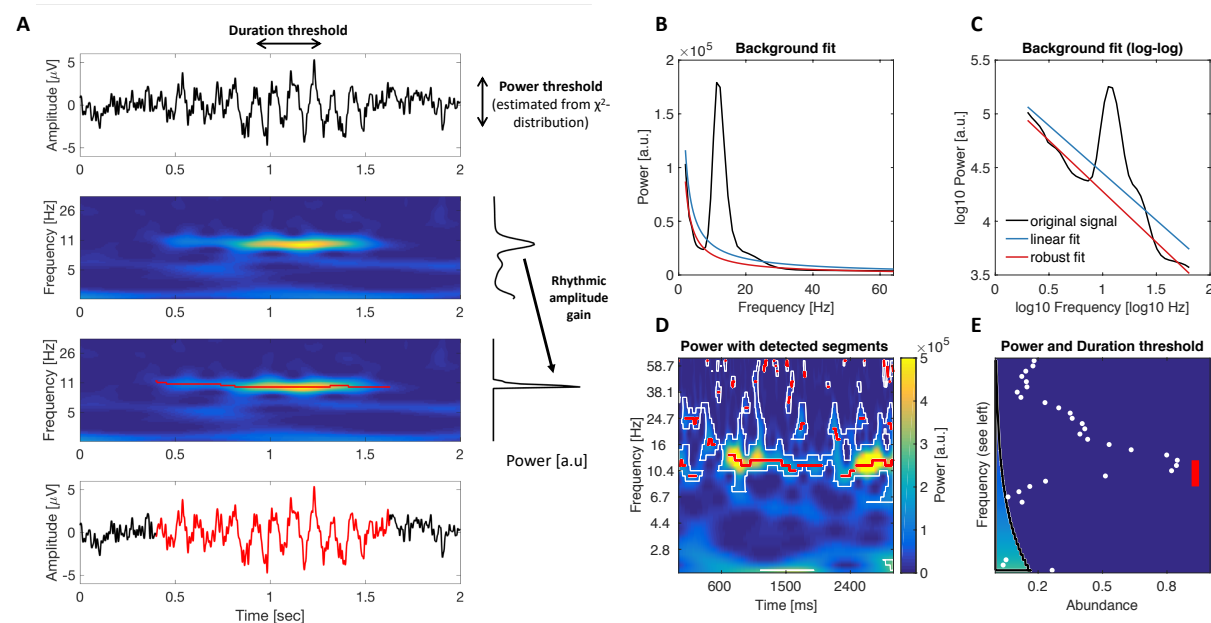 A
Duration threshold
Amplitude [μV]
5
0
-5
0
0.5
1
1.5
2
Power threshold
(estimated from χ²-
distribution)
Frequency [Hz]
26
11
5
0
0.5
1
1.5
2
Rhythmic
amplitude
gain
Frequency [Hz]
26
11
5
0
0.5
1
1.5
2
Power [a.u]
Amplitude [μV]
5
0
-5
0
0.5
1
1.5
2
Time [sec]
B
Background fit
×10⁵
Power [a.u.]
2
1.5
1
0.5
0
0
20
40
60
Frequency [Hz]
C
Background fit (log-log)
log10 Power [a.u.]
5.5
5
4.5
4
3.5
original signal
linear fit
robust fit
0
1
2
log10 Frequency [log10 Hz]
D
Power with detected segments
Frequency [Hz]
58.7
38.1
24.7
16
10.4
6.7
4.4
2.8
600
1500
2400
Time [ms]
×10⁵
5
4
3
2
1
0
Power [a.u.]
E
Power and Duration threshold
Frequency (see left)
0.2
0.5
0.8
Abundance